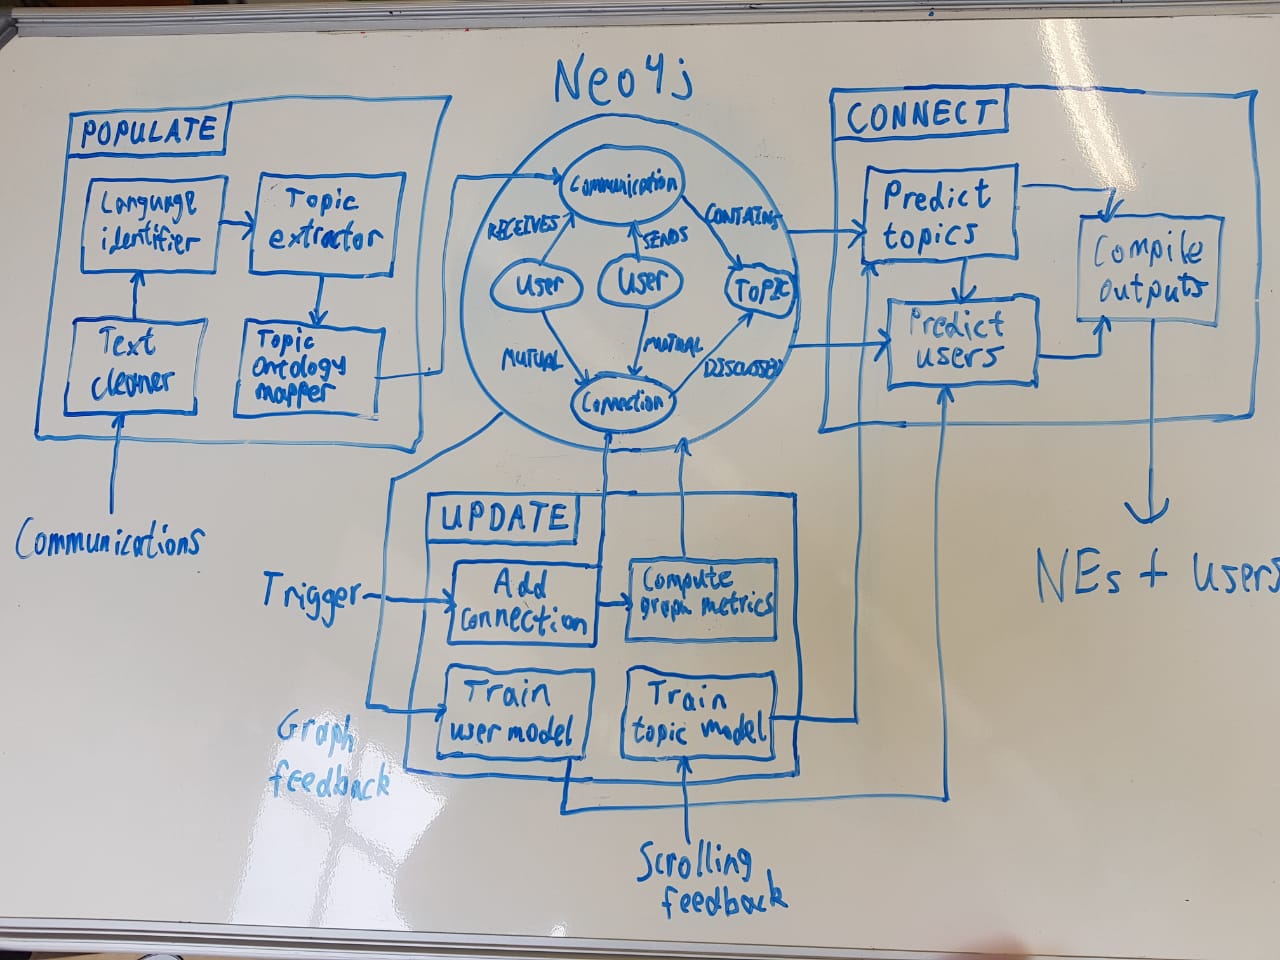 Neo4j
POPULATE
Language
identifier
Topic
extractor
Text
cleaner
Topic
ontology
mapper
Communications
Communication
RECEIVES
SENDS
CONTAINS
User
User
TOPIC
MUTUAL
MUTUAL
DISCUSSED
Connection
CONNECT
Predict
topics
Compile
outputs
Predict
users
NEs + users
UPDATE
Trigger
Add
connection
Compute
graph metrics
Train
user model
Train
topic model
Graph
feedback
Scrolling
feedback